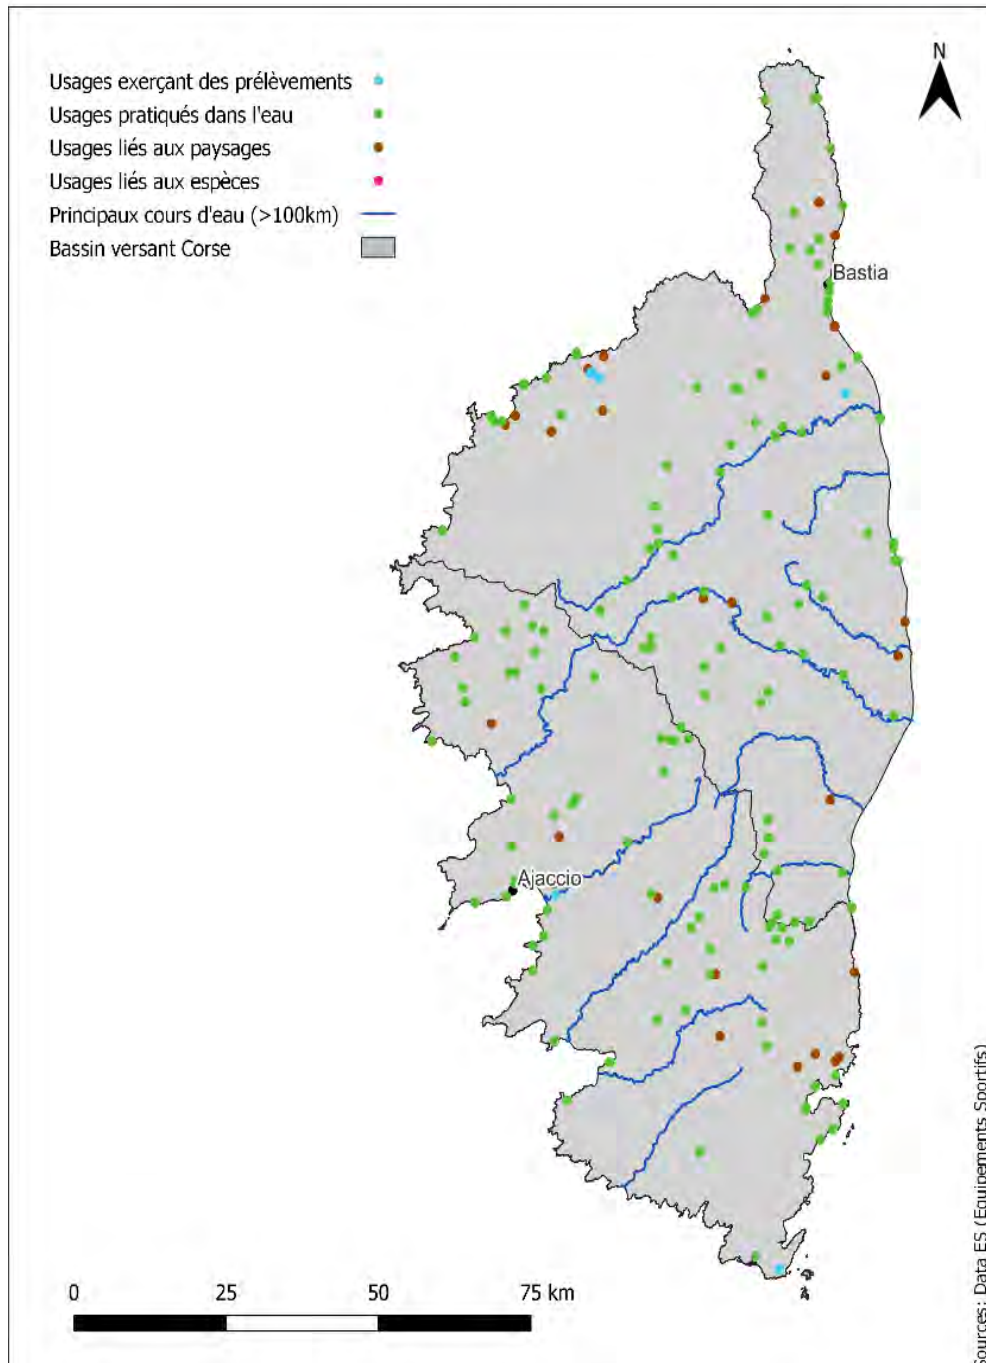 N
Usages exerçant des prélèvements
Usages pratiqués dans l'eau
Usages liés aux paysages
Usages liés aux espèces
Principaux cours d'eau (>100km)
Bassin versant Corse
Bastia
Ajaccio
0 25 50 75 km
Sources: Data ES (Equipements Sportifs)